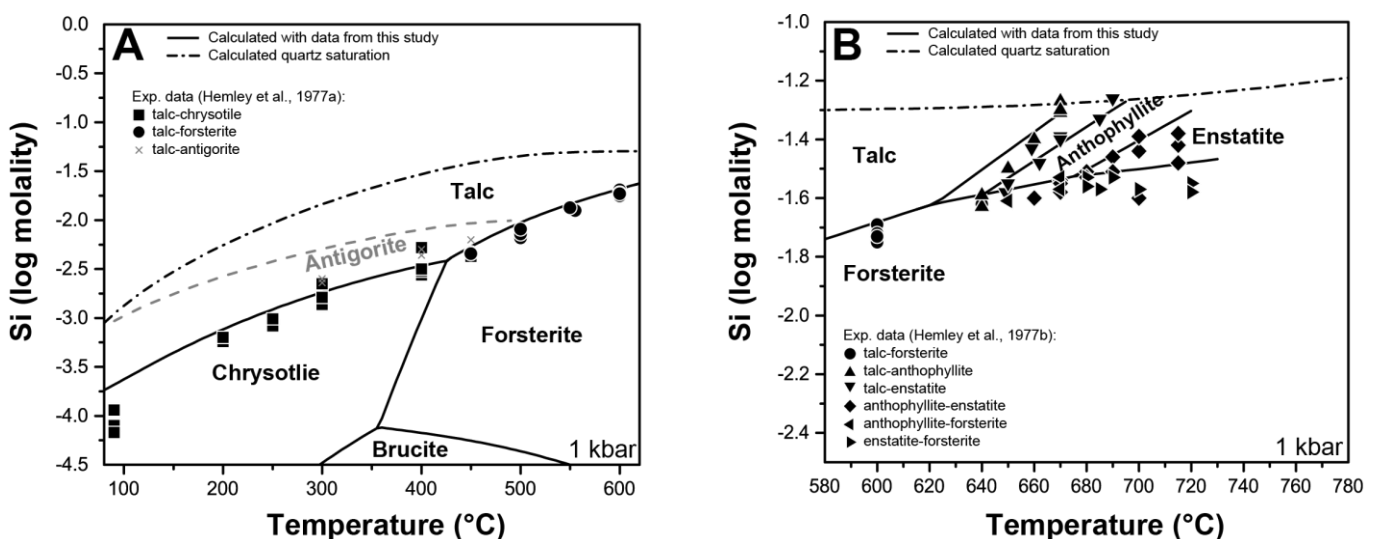 A
Calculated with data from this study
Calculated quartz saturation
Exp. data (Hemley et al., 1977a):
talc-chrysotile
talc-forsterite
talc-antigorite
Talc
Antigorite
Forsterite
Chrysotlie
Brucite
1 kbar
0.0
-0.5
-1.0
-1.5
-2.0
-2.5
-3.0
-3.5
-4.0
-4.5
Si (log molality)
100 200 300 400 500 600
Temperature (°C)
B
Calculated with data from this study
Calculated quartz saturation
Talc
Anthophyllite
Enstatite
Forsterite
Exp. data (Hemley et al., 1977b):
talc-forsterite
talc-anthophyllite
talc-enstatite
anthophyllite-enstatite
anthophyllite-forsterite
enstatite-forsterite
1 kbar
-1.0
-1.2
-1.4
-1.6
-1.8
-2.0
-2.2
-2.4
Si (log molality)
580 600 620 640 660 680 700 720 740 760 780
Temperature (°C)